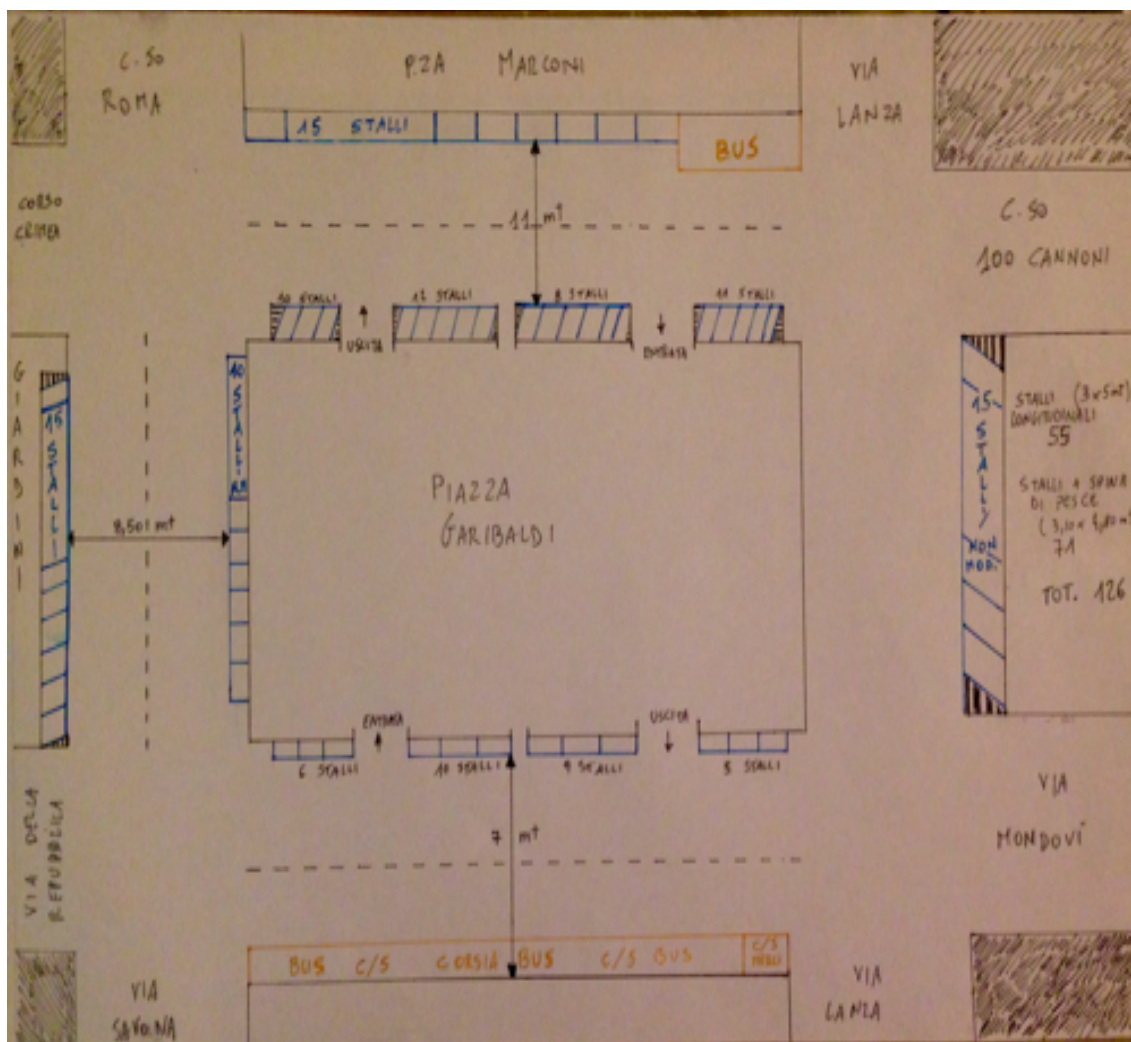 C.SO
ROMA
P.ZA MARCONI
VIA
LANZA
15 STALLI
BUS
CORSO
CRIMEA
C.SO
100 CANNONI
11 mt
10 STALLI
12 STALLI
8 STALLI
11 STALLI
USCITA
ENTRATA
GIARDINI
15 STALLI
10 STALLI
8,50 mt
PIAZZA
GARIBALDI
15 STALLI
NON
MOD.
STALLI (3x5mt)
LONGITUDINALI
55
STALLI A SPINA
DI PESCE
71
TOT. 126
ENTRATA
USCITA
6 STALLI
10 STALLI
9 STALLI
5 STALLI
7 mt
VIA DELLA
REPUBBLICA
VIA
MONDOVÍ
BUS C/S CORSIA BUS C/S BUS
C/S
VIA
SAVONA
VIA
LANZA